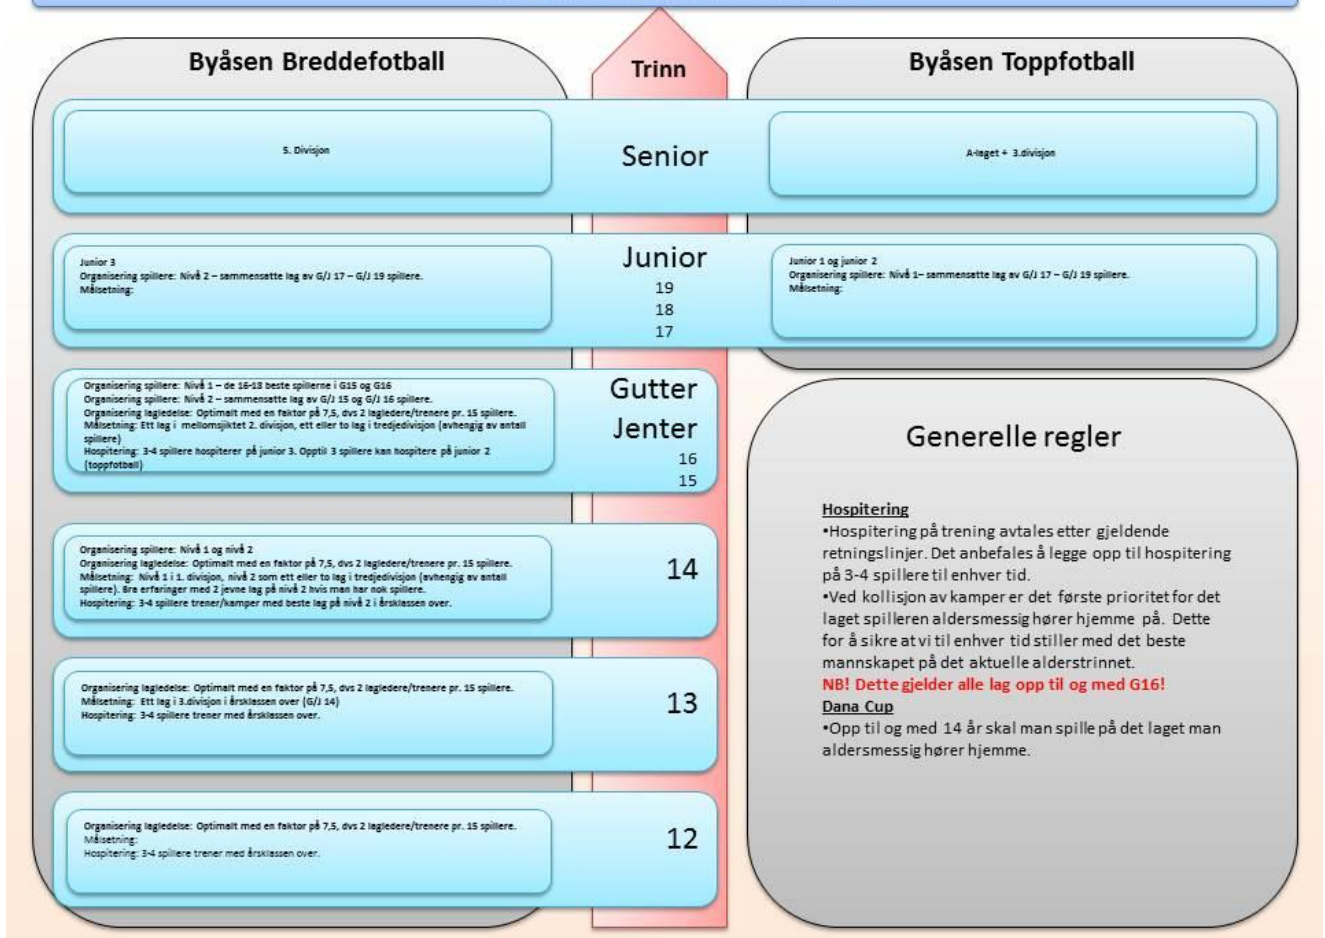 Byåsen Breddefotball
Trinn
Byåsen Toppfotball
5. Divisjon
Senior
A-laget + 3.divisjon
Junior 3
Organisering spillere: Nivå 2 – sammensatte lag av G/J 17 – G/J 19 spillere.
Målsetning:
Junior
19
18
17
Junior 1 og junior 2
Organisering spillere: Nivå 1– sammensatte lag av G/J 17 – G/J 19 spillere.
Målsetning:
Organisering spillere: Nivå 1 – de 16-18 beste spillerne i G15 og G16
Organisering spillere: Nivå 2 – sammensatte lag av G/J 15 og G/J 16 spillere.
Organisering lagledelse: Optimalt med en faktor på 7,5, dvs 2 lagledere/trenere pr. 15 spillere.
Målsetning: Ett lag i mellomsjiktet 2. divisjon, ett eller to lag i tredjedivisjon (avhengig av antall
spillere)
Hospitering: 3-4 spillere hospiterer på junior 3. Opptil 3 spillere kan hospitere på junior 2
(toppfotball)
Gutter
Jenter
16
15
Organisering spillere: Nivå 1 og nivå 2
Organisering lagledelse: Optimalt med en faktor på 7,5, dvs 2 lagledere/trenere pr. 15 spillere.
Målsetning: Nivå 1 i 1. divisjon, nivå 2 som ett eller to lag i tredjedivisjon (avhengig av antall
spillere). Bra erfaringer med 2 jevne lag på nivå 2 hvis man har nok spillere.
Hospitering: 3-4 spillere trener/kamper med beste lag på nivå 2 i årsklassen over.
14
Organisering lagledelse: Optimalt med en faktor på 7,5, dvs 2 lagledere/trenere pr. 15 spillere.
Målsetning: Ett lag i 3.divisjon i årsklassen over (G/J 14)
Hospitering: 3-4 spillere trener med årsklassen over.
13
Organisering lagledelse: Optimalt med en faktor på 7,5, dvs 2 lagledere/trenere pr. 15 spillere.
Målsetning:
Hospitering: 3-4 spillere trener med årsklassen over.
12
Generelle regler
Hospitering
•Hospitering på trening avtales etter gjeldende
retningslinjer. Det anbefales å legge opp til hospitering
på 3-4 spillere til enhver tid.
•Ved kollisjon av kamper er det første prioritet for det
laget spilleren aldersmessig hører hjemme på. Dette
for å sikre at vi til enhver tid stiller med det beste
mannskapet på det aktuelle alderstrinnet.
NB! Dette gjelder alle lag opp til og med G16!
Dana Cup
•Opp til og med 14 år skal man spille på det laget man
aldersmessig hører hjemme.